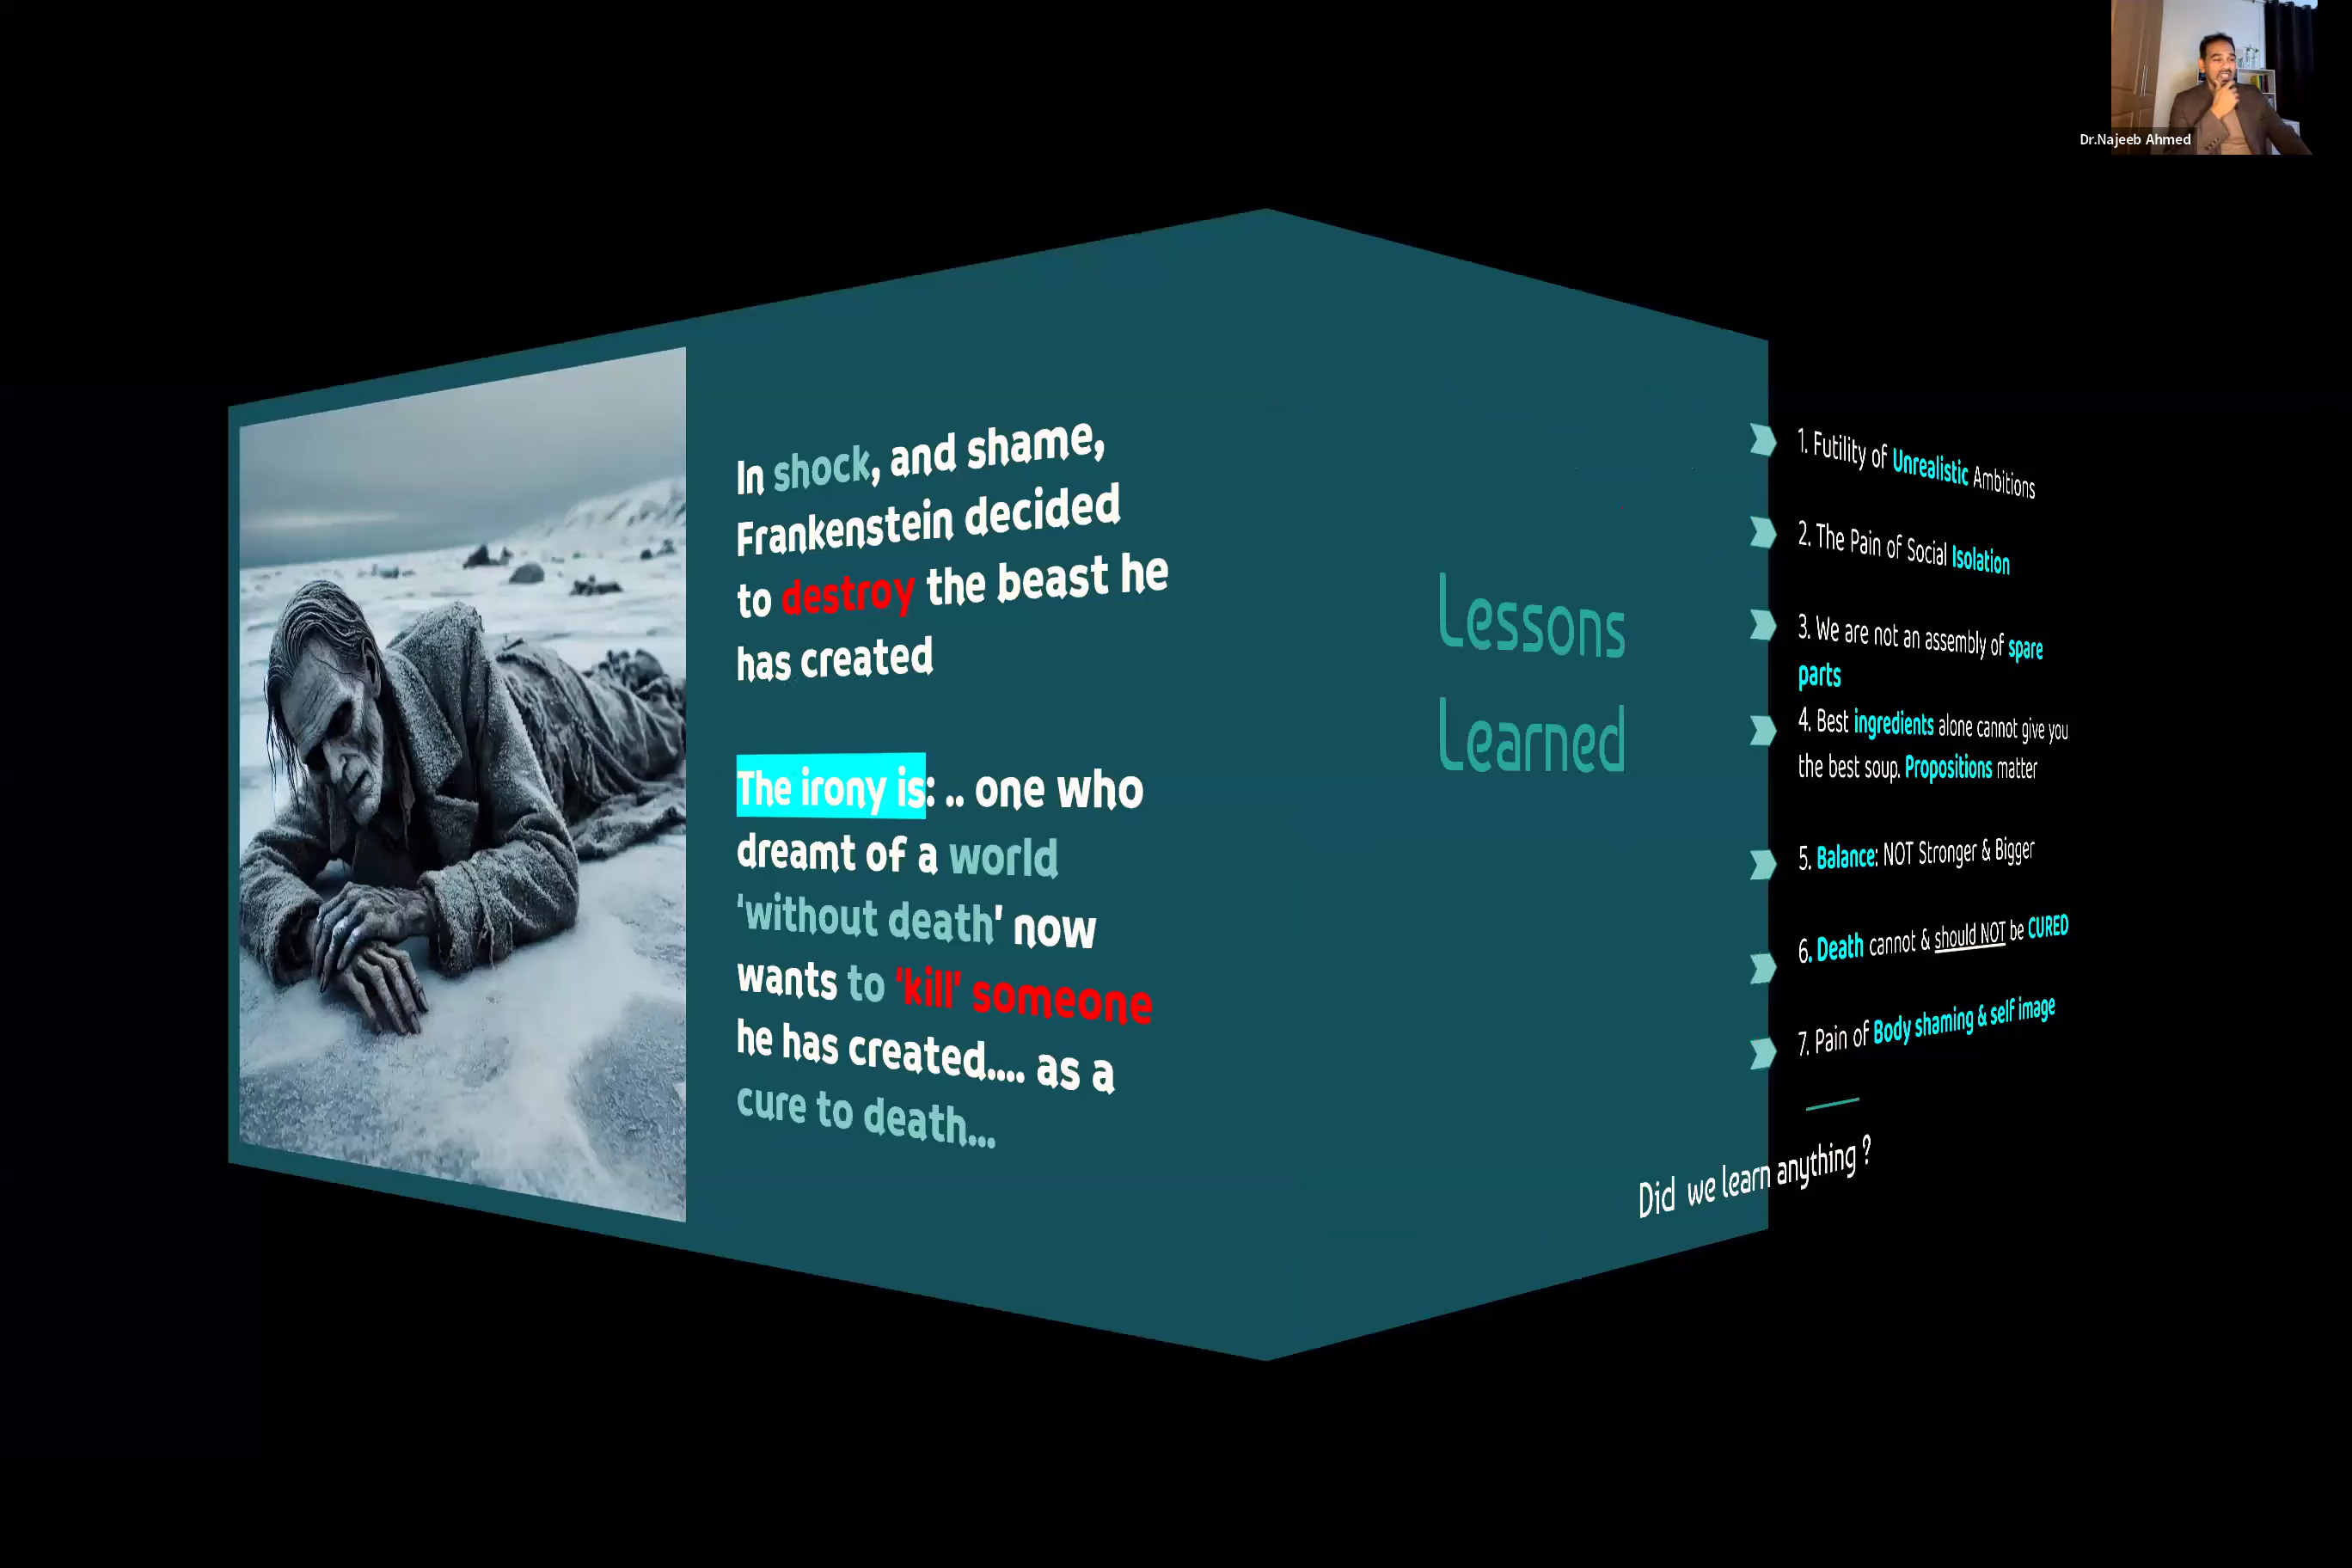 Dr.Najeeb Ahmed
In shock, and shame,
Frankenstein decided
to destroy the beast he
has created
The irony is: .. one who
dreamt of a world
‘without death’ now
wants to ‘kill’ someone
he has created.... as a
cure to death...
Lessons
Learned
1. Futility of Unrealistic Ambitions
2. The Pain of Social Isolation
3. We are not an assembly of spare
parts
4. Best ingredients alone cannot give you
the best soup. Propositions matter
5. Balance: NOT Stronger & Bigger
6. Death cannot & should NOT be CURED
7. Pain of Body shaming & self image
Did we learn anything ?